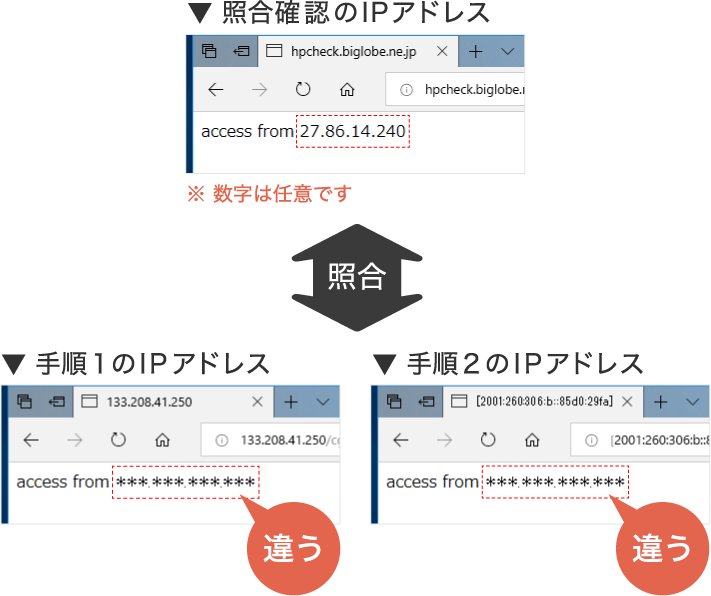 ▼ 照合確認のIPアドレス
hpcheck.biglobe.ne.jp
hpcheck.biglobe.r
access from 27.86.14.240
※ 数字は任意です
照合
▼ 手順1のIPアドレス
133.208.41.250
133.208.41.250/co
access from ***.***.***.***
違う
▼ 手順2のIPアドレス
[2001:260:306:b::85d0:29fa]
[2001:260:306:b::8
access from ***.***.***.***
違う